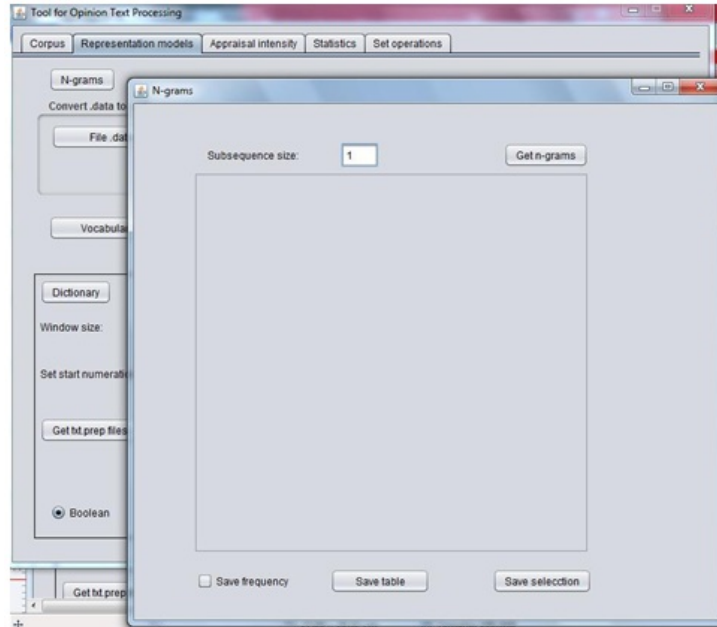 Tool for Opinion Text Processing
Corpus Representation models Appraisal intensity Statistics Set operations
N-grams
Convert .data to
File .dat
Vocabula
Dictionary
Window size:
Set start numeratio
Get txt.prep files
Boolean
Get txt.prep
N-grams
Subsequence size: 1 Get n-grams
Save frequency Save table Save selecction